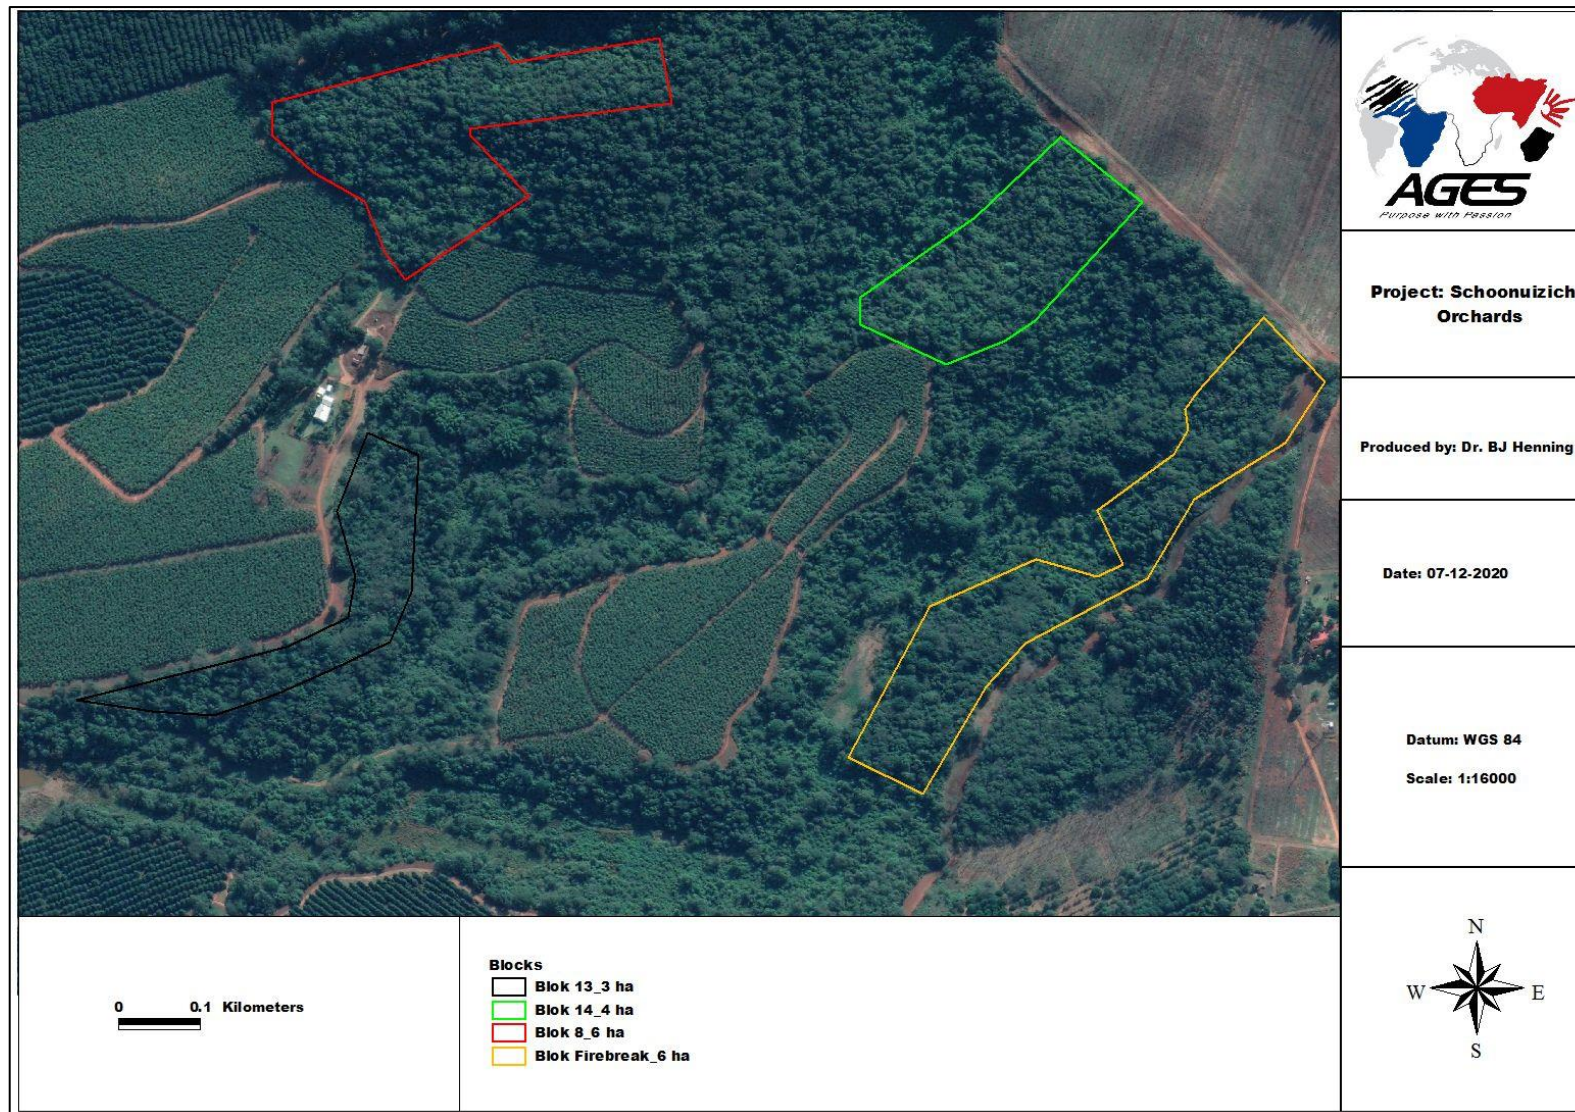 AGES
Purpose with Passion
Project: Schoonuizich
Orchards
Produced by: Dr. BJ Henning
Date: 07-12-2020
Datum: WGS 84
Scale: 1:16000
N
W E
S
0 0.1 Kilometers
Blocks
Blok 13_3 ha
Blok 14_4 ha
Blok 8_6 ha
Blok Firebreak_6 ha